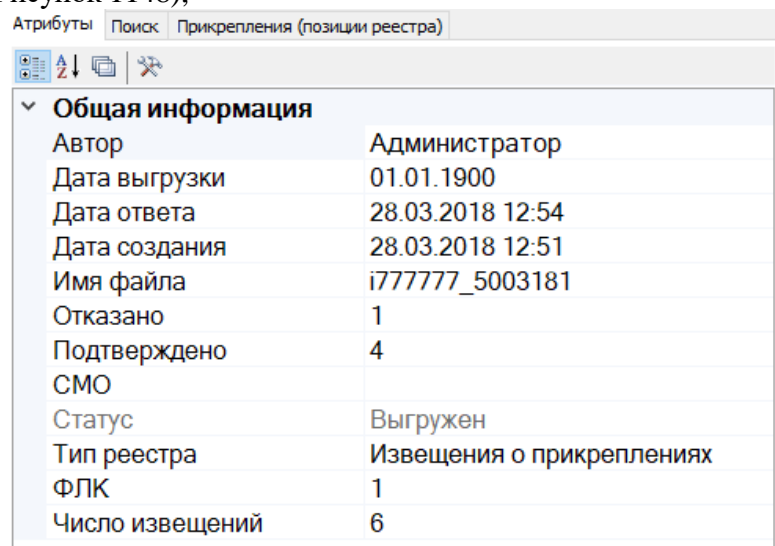 Атрибуты Поиск Прикрепления (позиции реестра)
Общая информация
Автор Администратор
Дата выгрузки 01.01.1900
Дата ответа 28.03.2018 12:54
Дата создания 28.03.2018 12:51
Имя файла i777777_5003181
Отказано 1
Подтверждено 4
СМО
Статус Выгружен
Тип реестра Извещения о прикреплениях
ФЛК 1
Число извещений 6